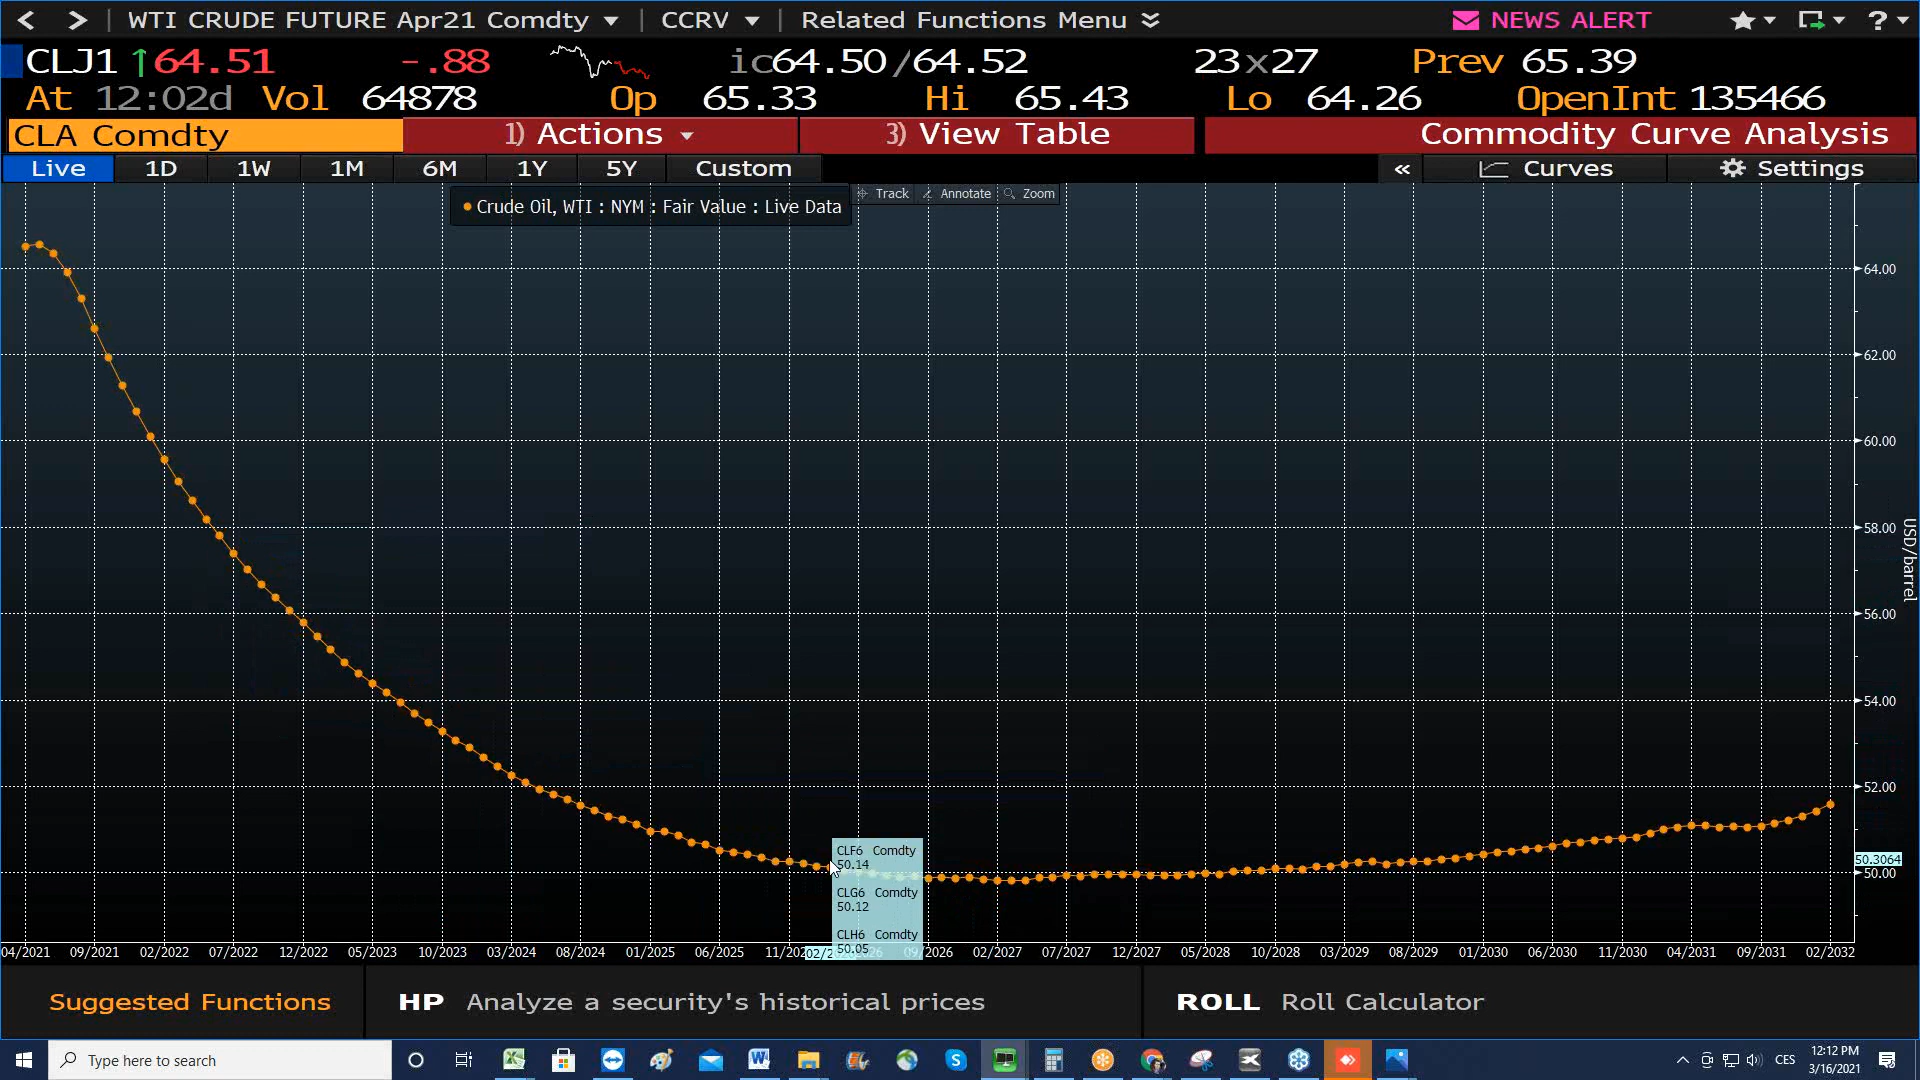 WTI CRUDE FUTURE Apr21 Comdty CCRV Related Functions Menu NEWS ALERT ?
CLJ1 ↑64.51 -.88 ic64.50/64.52 23x27 Prev 65.39
At 12:02d Vol 64878 Op 65.33 Hi 65.43 Lo 64.26 OpenInt 135466
CLA Comdty 1) Actions 3) View Table Commodity Curve Analysis
Live 1D 1W 1M 6M 1Y 5Y Custom « Curves Settings
Track Annotate Zoom
Crude Oil, WTI : NYM : Fair Value : Live Data
64.00
62.00
60.00
58.00
56.00
54.00
52.00
50.3064
50.00
USD/barrel
CLF6 Comdty
50.14
CLG6 Comdty
50.12
CLH6 Comdty
50.05
04/2021 09/2021 02/2022 07/2022 12/2022 05/2023 10/2023 03/2024 08/2024 01/2025 06/2025 02/2027 07/2027 12/2027 05/2028 10/2028 03/2029 08/2029 01/2030 06/2030 11/2030 04/2031 09/2031 02/2032
Suggested Functions HP Analyze a security's historical prices ROLL Roll Calculator
Type here to search CES 12:12 PM
3/16/2021